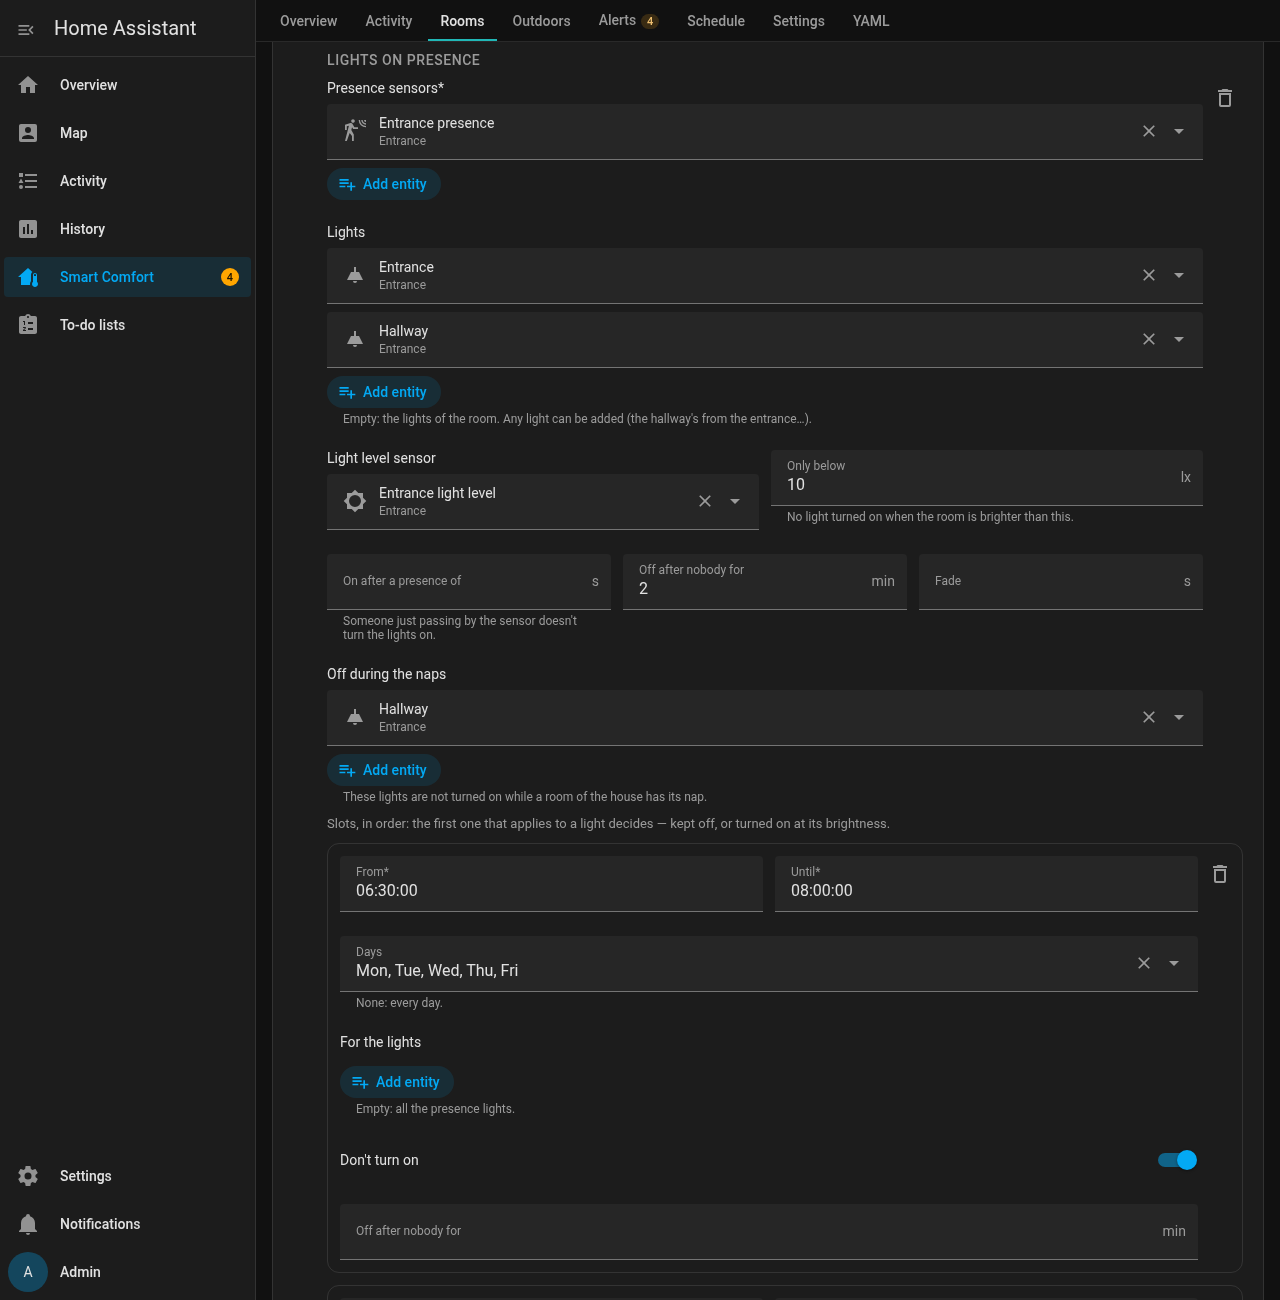 Home Assistant
Overview
Activity
Rooms
Outdoors
Alerts 4
Schedule
Settings
YAML
Overview
Map
Activity
History
Smart Comfort 4
To-do lists
Settings
Notifications
A Admin
LIGHTS ON PRESENCE
Presence sensors*
Entrance presence
Entrance
Add entity
Lights
Entrance
Entrance
Hallway
Entrance
Add entity
Empty: the lights of the room. Any light can be added (the hallway's from the entrance…).
Light level sensor
Entrance light level
Entrance
Only below
10 lx
No light turned on when the room is brighter than this.
On after a presence of s
Someone just passing by the sensor doesn't
turn the lights on.
Off after nobody for
2 min
Fade s
Off during the naps
Hallway
Entrance
Add entity
These lights are not turned on while a room of the house has its nap.
Slots, in order: the first one that applies to a light decides — kept off, or turned on at its brightness.
From*
06:30:00
Until*
08:00:00
Days
Mon, Tue, Wed, Thu, Fri
None: every day.
For the lights
Add entity
Empty: all the presence lights.
Don't turn on
Off after nobody for min